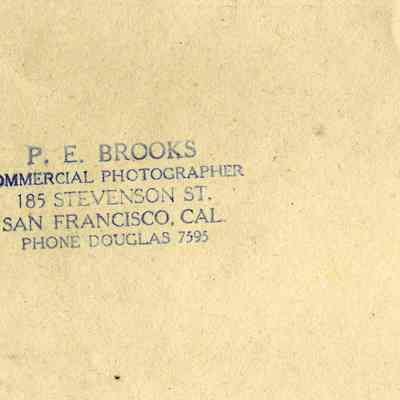 P. E. BROOKS
OMMERCIAL PHOTOGRAPHER
185 STEVENSON ST.
SAN FRANCISCO, CAL.
PHONE DOUGLAS 7595